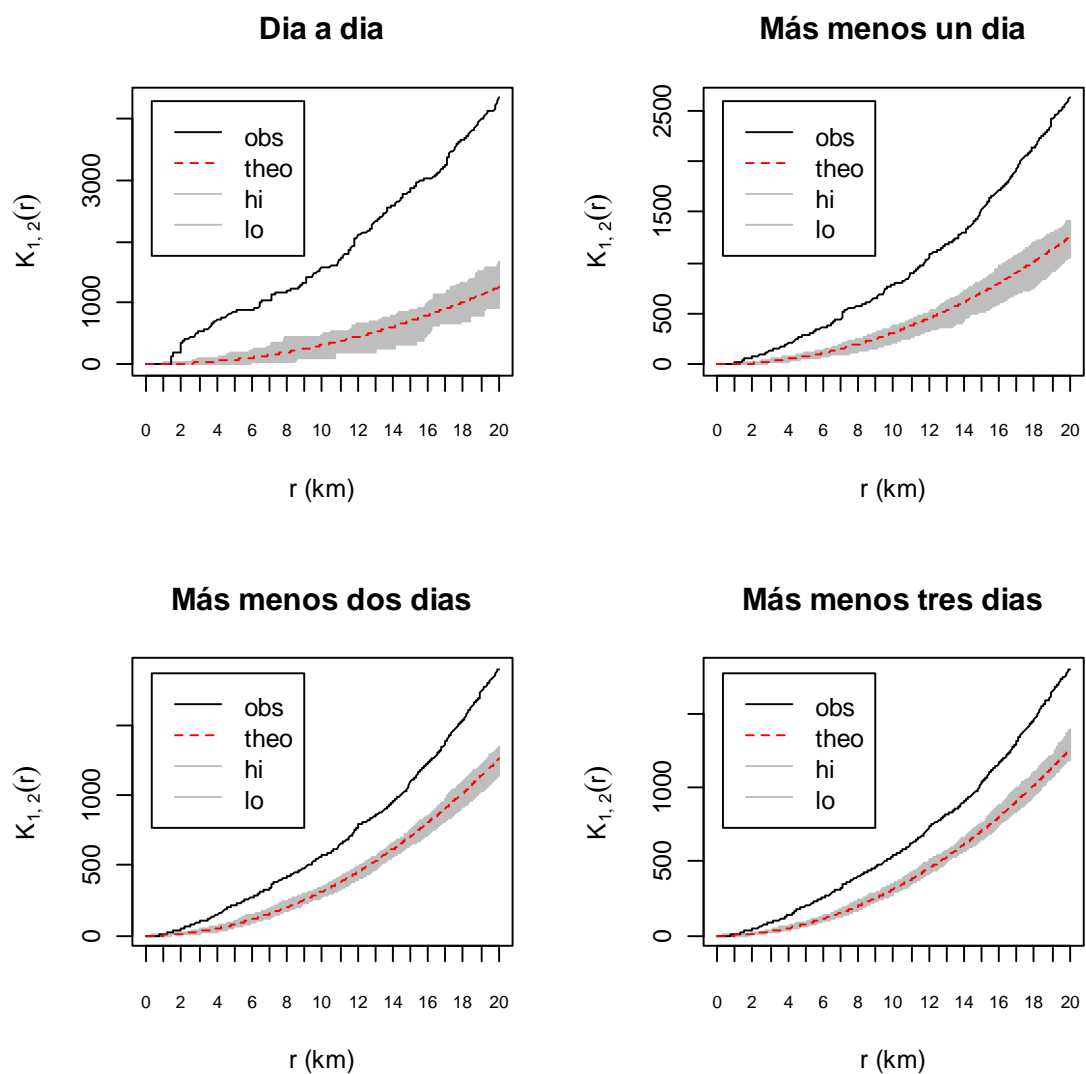 Dia a dia
K1, 2(r)
0 1000 3000
obs
theo
hi
lo
0 2 4 6 8 10 12 14 16 18 20
r (km)
Más menos un dia
K1, 2(r)
0 500 1500 2500
obs
theo
hi
lo
0 2 4 6 8 10 12 14 16 18 20
r (km)
Más menos dos dias
K1, 2(r)
0 500 1000
obs
theo
hi
lo
0 2 4 6 8 10 12 14 16 18 20
r (km)
Más menos tres dias
K1, 2(r)
0 500 1000
obs
theo
hi
lo
0 2 4 6 8 10 12 14 16 18 20
r (km)